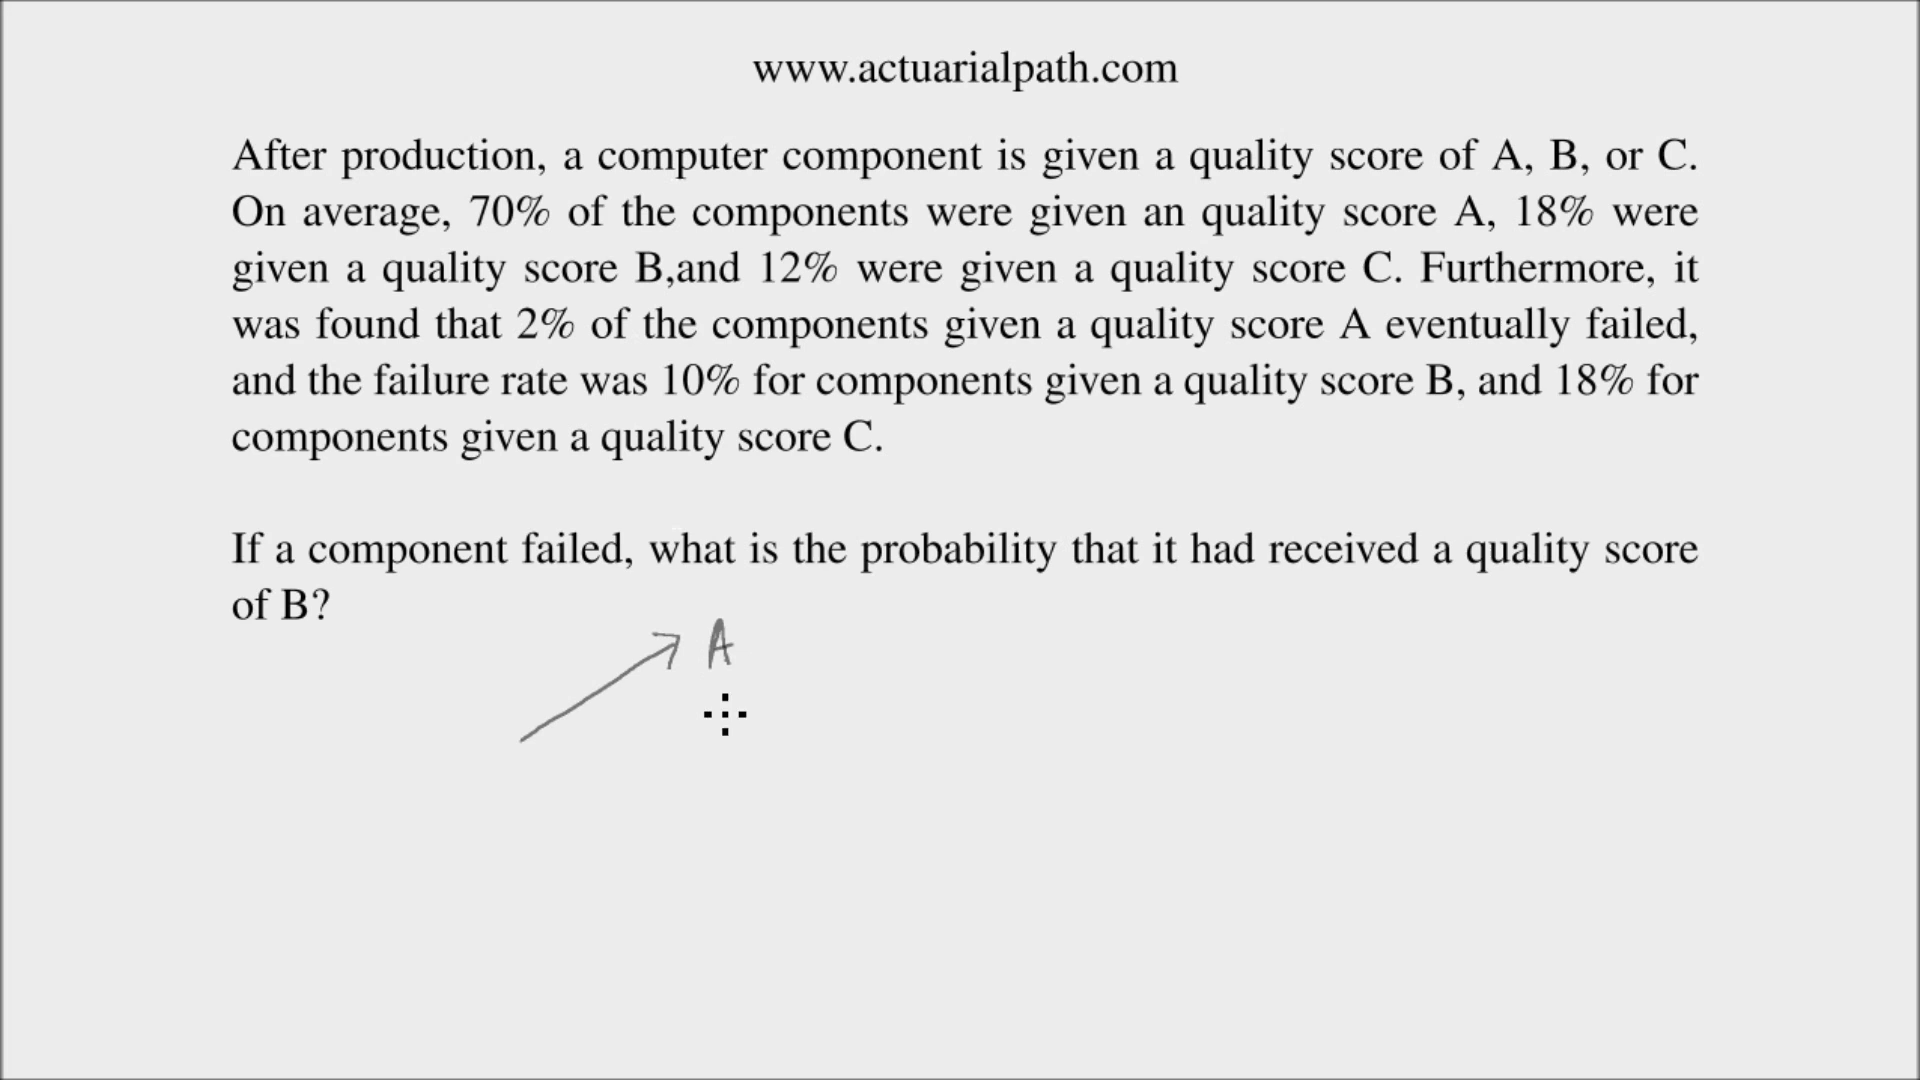 www.actuarialpath.com
After production, a computer component is given a quality score of A, B, or C.
On average, 70% of the components were given an quality score A, 18% were
given a quality score B,and 12% were given a quality score C. Furthermore, it
was found that 2% of the components given a quality score A eventually failed,
and the failure rate was 10% for components given a quality score B, and 18% for
components given a quality score C.
If a component failed, what is the probability that it had received a quality score
of B?
A